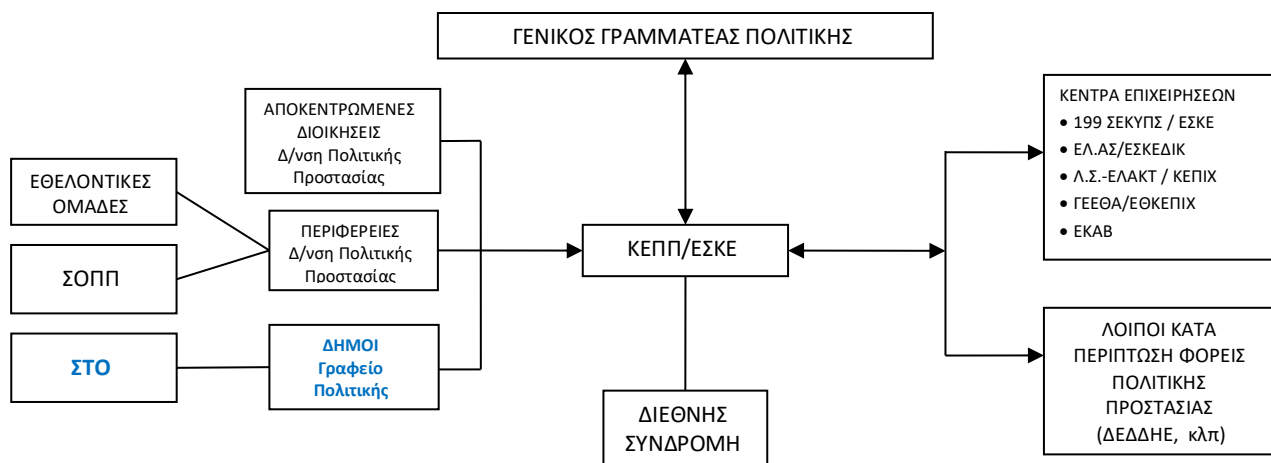 ΓΕΝΙΚΟΣ ΓΡΑΜΜΑΤΕΑΣ ΠΟΛΙΤΙΚΗΣ
ΑΠΟΚΕΝΤΡΩΜΕΝΕΣ
ΔΙΟΙΚΗΣΕΙΣ
Δ/νση Πολιτικής
Προστασίας
ΕΘΕΛΟΝΤΙΚΕΣ
ΟΜΑΔΕΣ
ΣΟΠΠ
ΣΤΟ
ΠΕΡΙΦΕΡΕΙΕΣ
Δ/νση Πολιτικής
Προστασίας
ΔΗΜΟΙ
Γραφείο
Πολιτικής
ΚΕΠΠ/ΕΣΚΕ
ΔΙΕΘΝΗΣ
ΣΥΝΔΡΟΜΗ
ΚΕΝΤΡΑ ΕΠΙΧΕΙΡΗΣΕΩΝ
• 199 ΣΕΚΥΠΣ / ΕΣΚΕ
• ΕΛ.ΑΣ/ΕΣΚΕΔΙΚ
• Λ.Σ.-ΕΛΑΚΤ / ΚΕΠΙΧ
• ΓΕΕΘΑ/ΕΘΚΕΠΙΧ
• ΕΚΑΒ
ΛΟΙΠΟΙ ΚΑΤΑ
ΠΕΡΙΠΤΩΣΗ ΦΟΡΕΙΣ
ΠΟΛΙΤΙΚΗΣ
ΠΡΟΣΤΑΣΙΑΣ
(ΔΕΔΔΗΕ, κλπ)